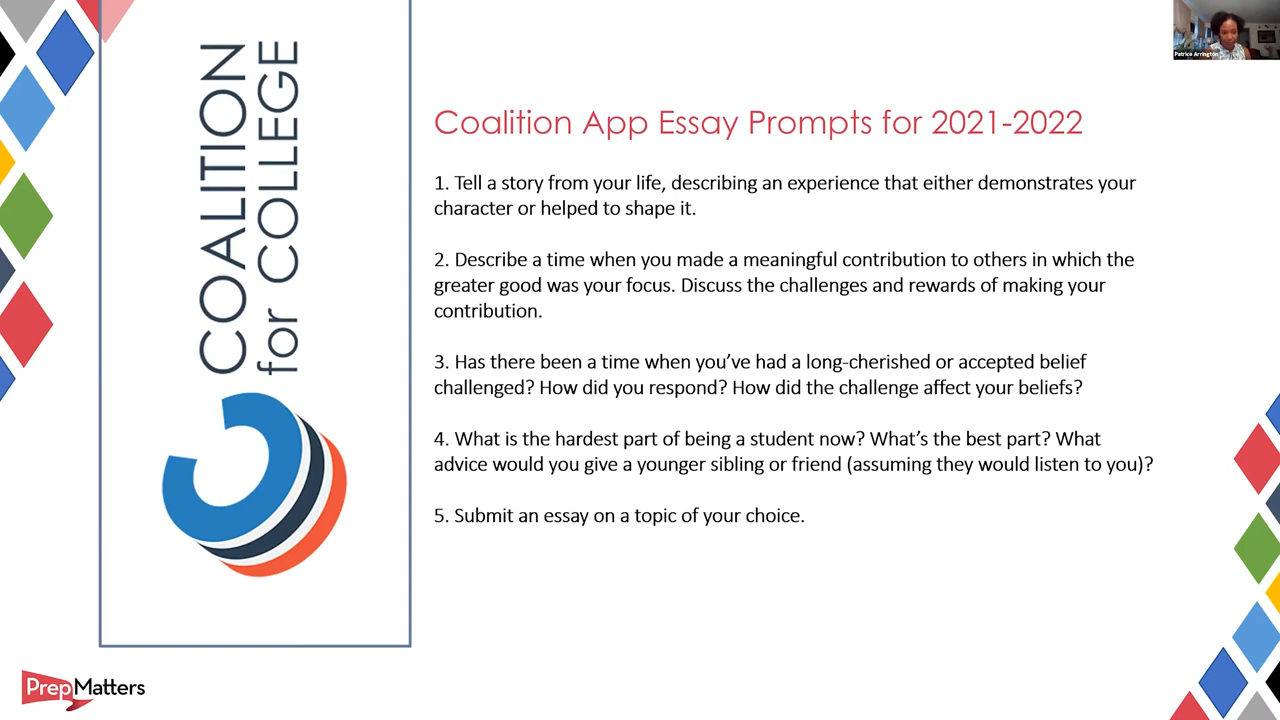 COALITION
for COLLEGE
Patrice Arrington
Coalition App Essay Prompts for 2021-2022
1. Tell a story from your life, describing an experience that either demonstrates your
character or helped to shape it.
2. Describe a time when you made a meaningful contribution to others in which the
greater good was your focus. Discuss the challenges and rewards of making your
contribution.
3. Has there been a time when you’ve had a long-cherished or accepted belief
challenged? How did you respond? How did the challenge affect your beliefs?
4. What is the hardest part of being a student now? What’s the best part? What
advice would you give a younger sibling or friend (assuming they would listen to you)?
5. Submit an essay on a topic of your choice.
PrepMatters